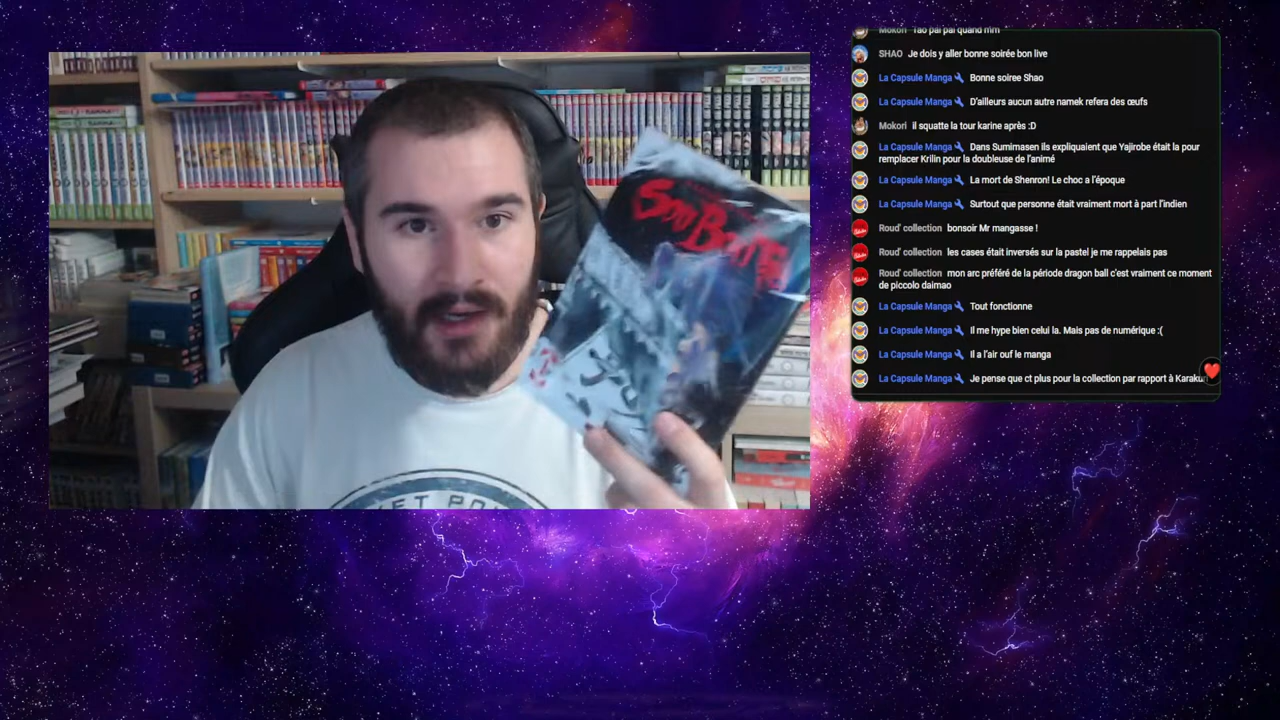 Mokori Tao pai pai quand mm
SHAO Je dois y aller bonne soirée bon live
La Capsule Manga Bonne soiree Shao
La Capsule Manga D'ailleurs aucun autre namek refera des œufs
Mokori il squatte la tour karine après :D
La Capsule Manga Dans Sumimasen ils expliquaient que Yajirobe était la pour
remplacer Krilin pour la doubleuse de l'animé
La Capsule Manga La mort de Shenron! Le choc a l'époque
La Capsule Manga Surtout que personne était vraiment mort à part l'indien
Roud' collection bonsoir Mr mangasse !
Roud' collection les cases était inversés sur la pastel je me rappelais pas
Roud' collection mon arc préféré de la période dragon ball c'est vraiment ce moment
de piccolo daimao
La Capsule Manga Tout fonctionne
La Capsule Manga Il me hype bien celui la. Mais pas de numérique :(
La Capsule Manga Il a l'air ouf le manga
La Capsule Manga Je pense que ct plus pour la collection par rapport à